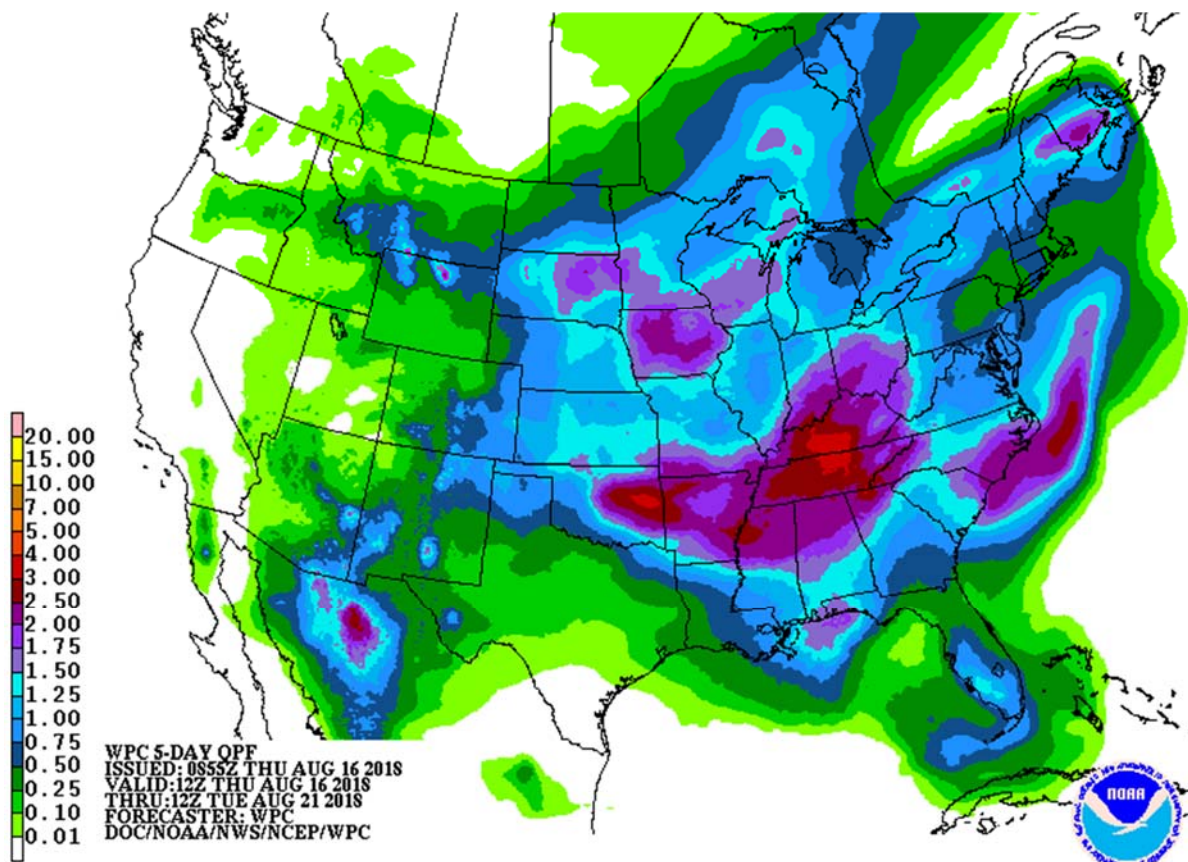 20.00
15.00
10.00
7.00
5.00
4.00
3.00
2.50
2.00
1.75
1.50
1.25
1.00
0.75
0.50
0.25
0.10
0.01
WPC 5-DAY QPF
ISSUED: 0855Z THU AUG 16 2018
VALID:12Z THU AUG 16 2018
THRU:12Z TUE AUG 21 2018
FORECASTER: WPC
DOC/NOAA/NWS/NCEP/WPC
NOAA